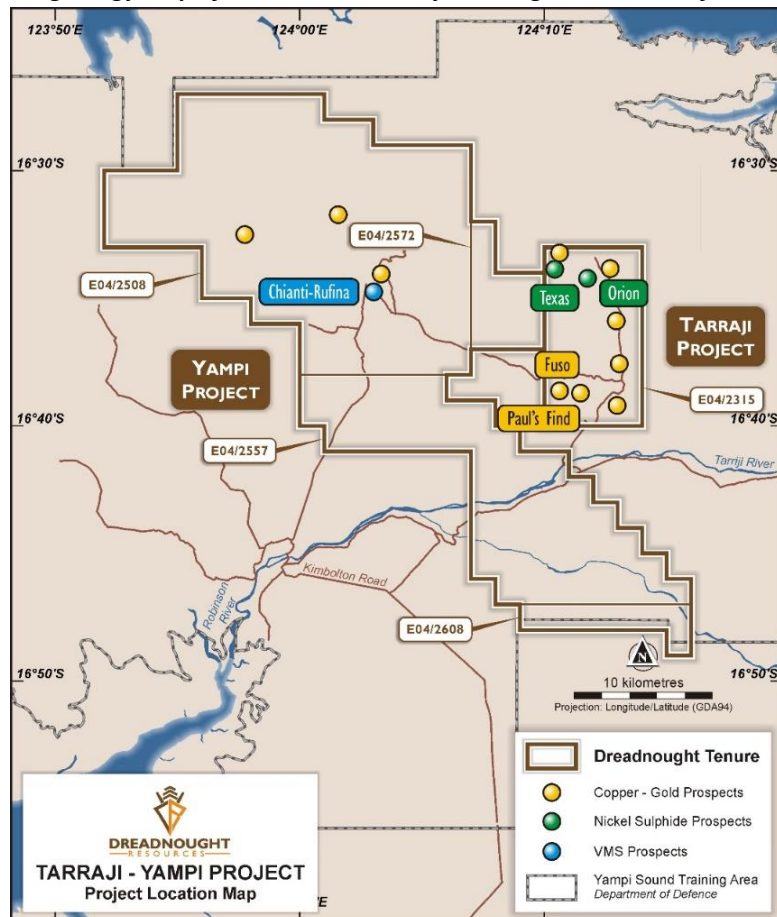 123°50'E
124°00'E
124°10'E
16°30'S
16°30'S
E04/2572
E04/2508
Chianti-Rufina
Texas
Orion
TARRAJI
PROJECT
YAMPI
PROJECT
Fuso
E04/2315
Paul's Find
16°40'S
16°40'S
E04/2557
Tarriji River
Kimbolton Road
Robinson
River
E04/2608
N
16°50'S
16°50'S
10 kilometres
Projection: Longitude/Latitude (GDA94)
Dreadnought Tenure
Copper - Gold Prospects
Nickel Sulphide Prospects
VMS Prospects
Yampi Sound Training Area
Department of Defence
DREADNOUGHT
RESOURCES
TARRAJI - YAMPI PROJECT
Project Location Map